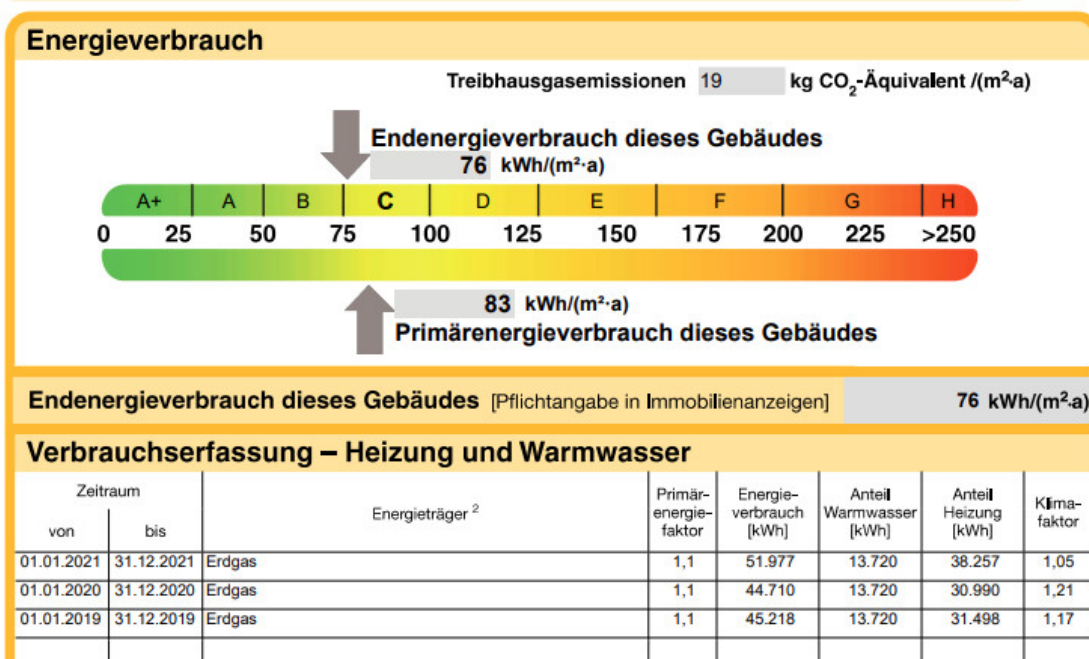 Energieverbrauch
Treibhausgasemissionen 19 kg CO₂-Äquivalent /(m²·a)
Endenergieverbrauch dieses Gebäudes
76 kWh/(m²·a)
A+ A B C D E F G H
0 25 50 75 100 125 150 175 200 225 >250
83 kWh/(m²·a)
Primärenergieverbrauch dieses Gebäudes
Endenergieverbrauch dieses Gebäudes [Pflichtangabe in Immobilienanzeigen] 76 kWh/(m²·a)
Verbrauchserfassung – Heizung und Warmwasser
Zeitraum
von bis
Energieträger ²
Primär-
energie-
faktor
Energie-
verbrauch
[kWh]
Anteil
Warmwasser
[kWh]
Anteil
Heizung
[kWh]
Klima-
faktor
01.01.2021 31.12.2021 Erdgas 1,1 51.977 13.720 38.257 1,05
01.01.2020 31.12.2020 Erdgas 1,1 44.710 13.720 30.990 1,21
01.01.2019 31.12.2019 Erdgas 1,1 45.218 13.720 31.498 1,17